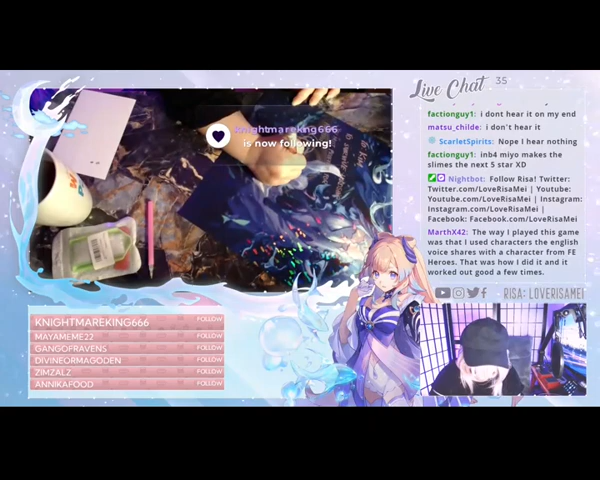 Live Chat 35
factionguy1: i dont hear it on my end
matsu_childe: i don't hear it
ScarletSpirits: Nope I hear nothing
factionguy1: inb4 miyo makes the
slimes the next 5 star XD
Nightbot: Follow Risa! Twitter:
Twitter.com/LoveRisaMei | Youtube:
Youtube.com/LoveRisaMei | Instagram:
Instagram.com/LoveRisaMei |
Facebook: Facebook.com/LoveRisaMei
MarthX42: The way I played this game
was that I used characters the english
voice shares with a character from FE
Heroes. That was how I did it and it
worked out good a few times.
RISA: LOVERISAMEI
knightmareking666
is now following!
KNIGHTMAREKING666 FOLLOW
MAYAMEME22 FOLLOW
GANGOFRAVENS FOLLOW
DIVINEORMAGODEN FOLLOW
ZIMZALZ FOLLOW
ANNIKAFOOD FOLLOW